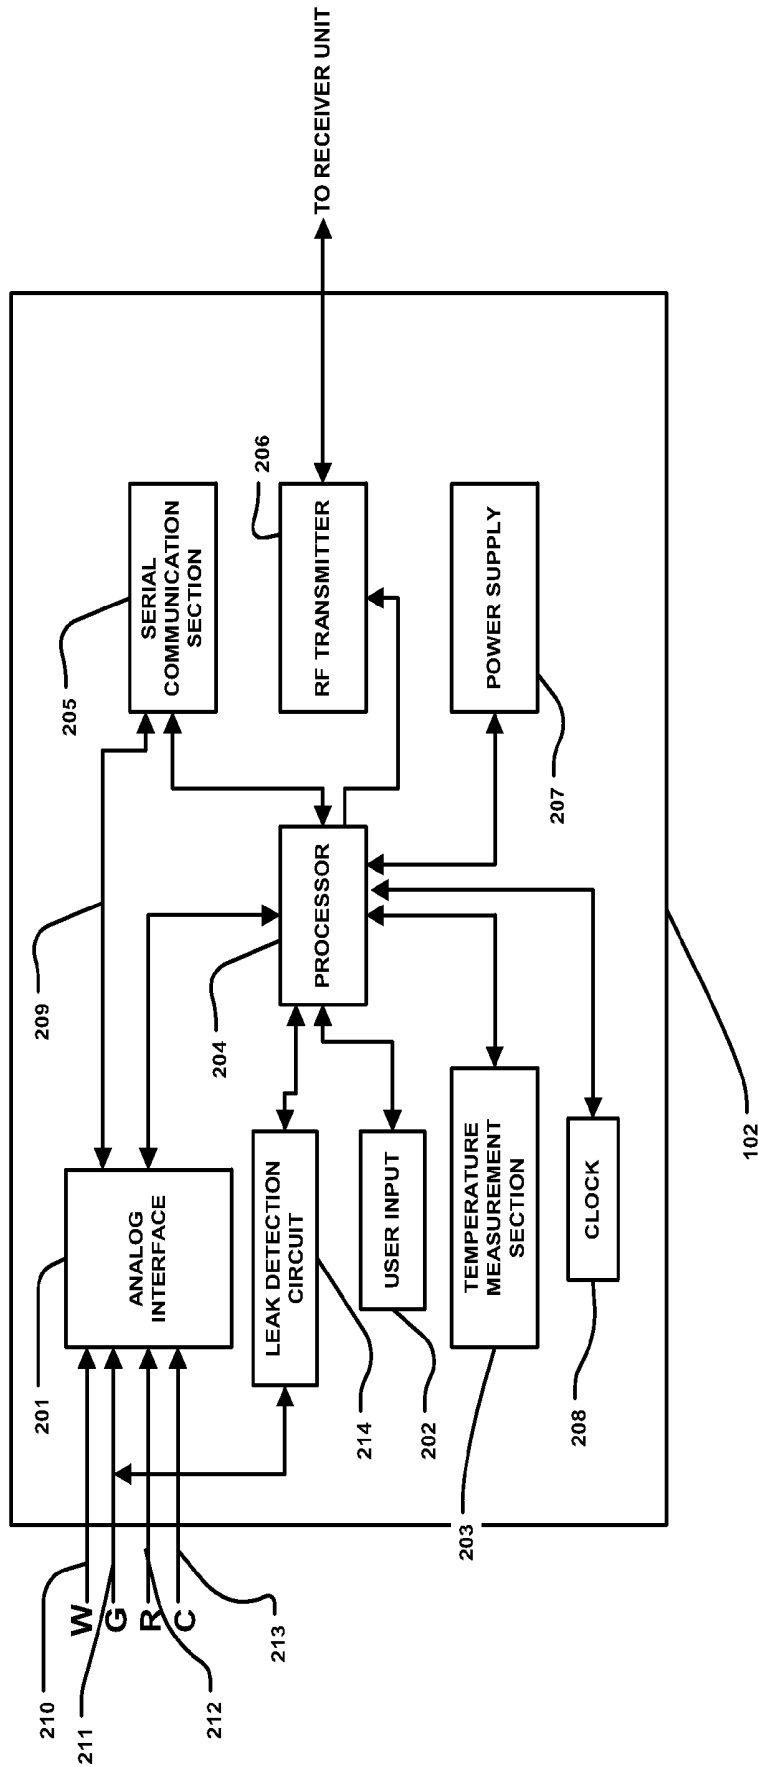 210
W
211
G
212
R
213
C
201
ANALOG
INTERFACE
209
205
SERIAL
COMMUNICATION
SECTION
204
PROCESSOR
206
RF TRANSMITTER
TO RECEIVER UNIT
LEAK DETECTION
CIRCUIT
214
USER INPUT
202
TEMPERATURE
MEASUREMENT
SECTION
203
POWER SUPPLY
207
CLOCK
208
102